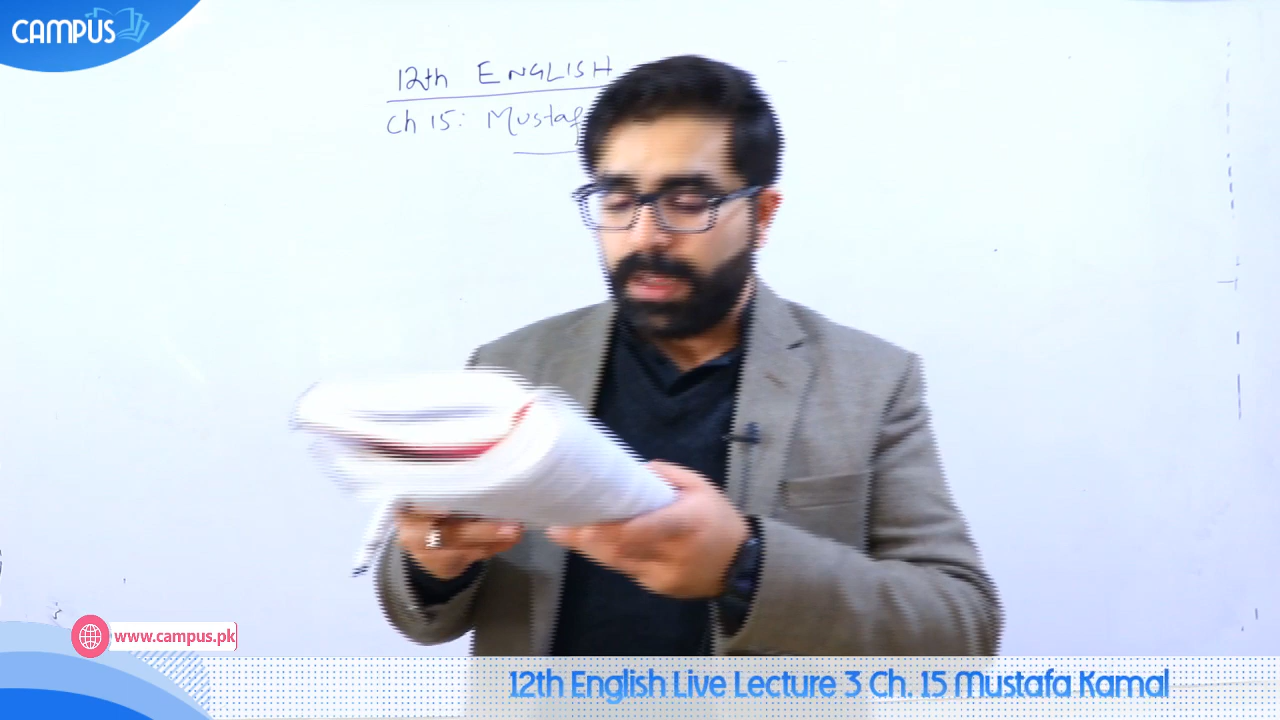 CAMPUS
12th ENGLISH
Ch 15: Mustaf
www.campus.pk
12th English Live Lecture 3 Ch. 15 Mustafa Kamal